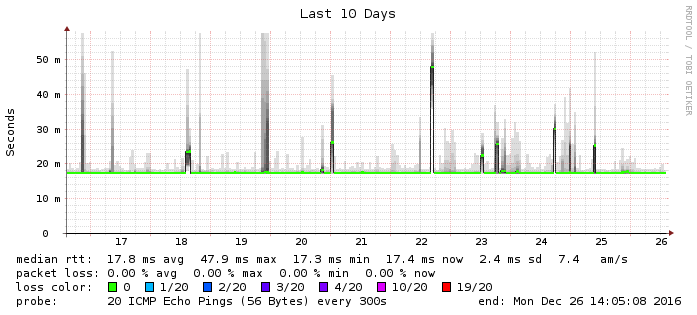 Last 10 Days
RRDTOOL / TOBI OETIKER
Seconds
50 m
40 m
30 m
20 m
10 m
0
17 18 19 20 21 22 23 24 25 26
median rtt: 17.8 ms avg 47.9 ms max 17.3 ms min 17.4 ms now 2.4 ms sd 7.4 am/s
packet loss: 0.00 % avg 0.00 % max 0.00 % min 0.00 % now
loss color: 0 1/20 2/20 3/20 4/20 10/20 19/20
probe: 20 ICMP Echo Pings (56 Bytes) every 300s end: Mon Dec 26 14:05:08 2016